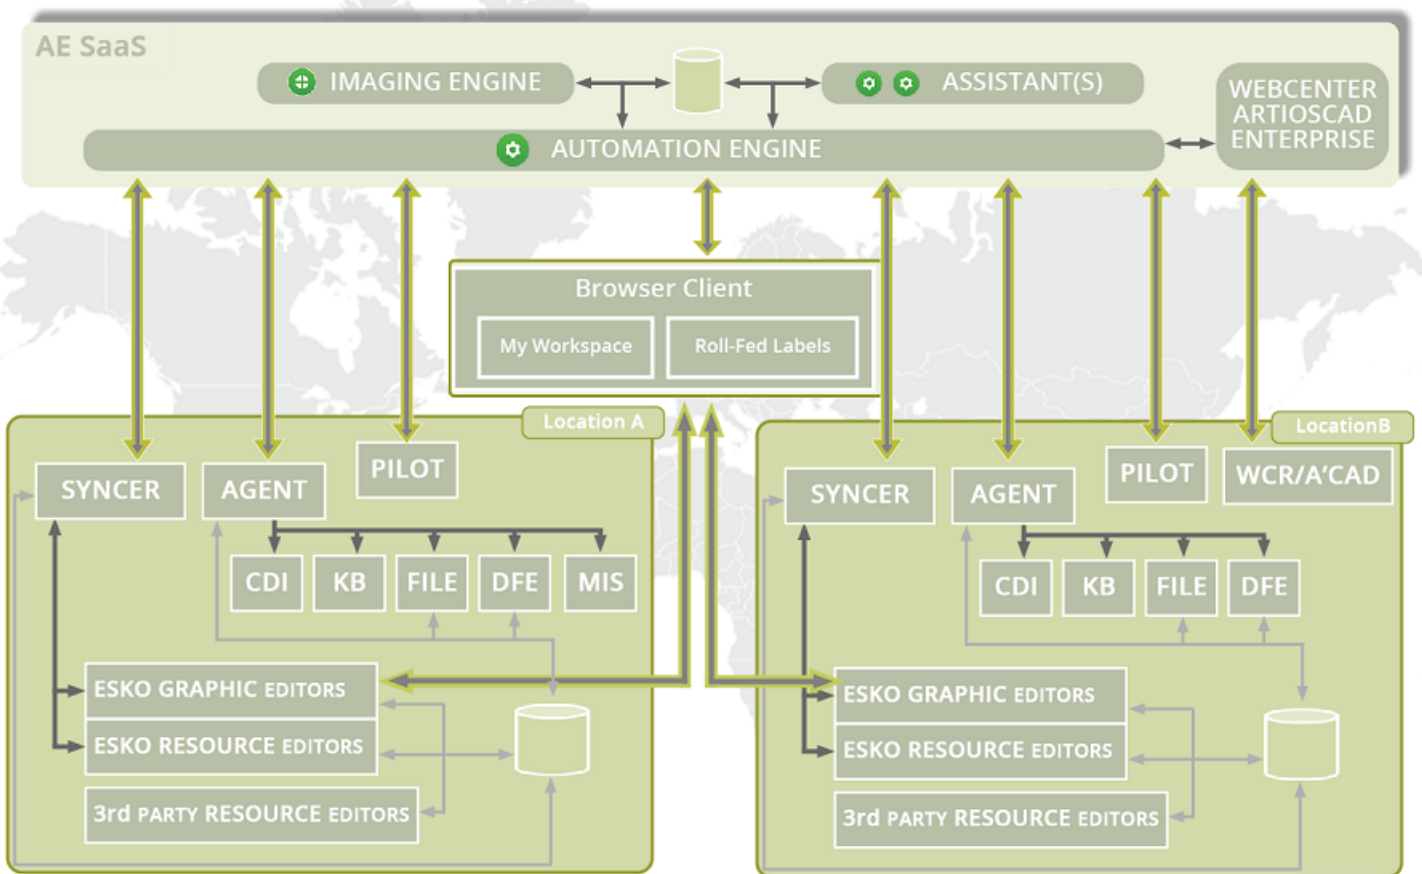 AE SaaS
IMAGING ENGINE
ASSISTANT(S)
WEBCENTER
ARTIOSCAD
ENTERPRISE
AUTOMATION ENGINE
Browser Client
My Workspace
Roll-Fed Labels
Location A
SYNCER
AGENT
PILOT
CDI
KB
FILE
DFE
MIS
ESKO GRAPHIC EDITORS
ESKO RESOURCE EDITORS
3rd PARTY RESOURCE EDITORS
LocationB
SYNCER
AGENT
PILOT
WCR/A'CAD
CDI
KB
FILE
DFE
ESKO GRAPHIC EDITORS
ESKO RESOURCE EDITORS
3rd PARTY RESOURCE EDITORS